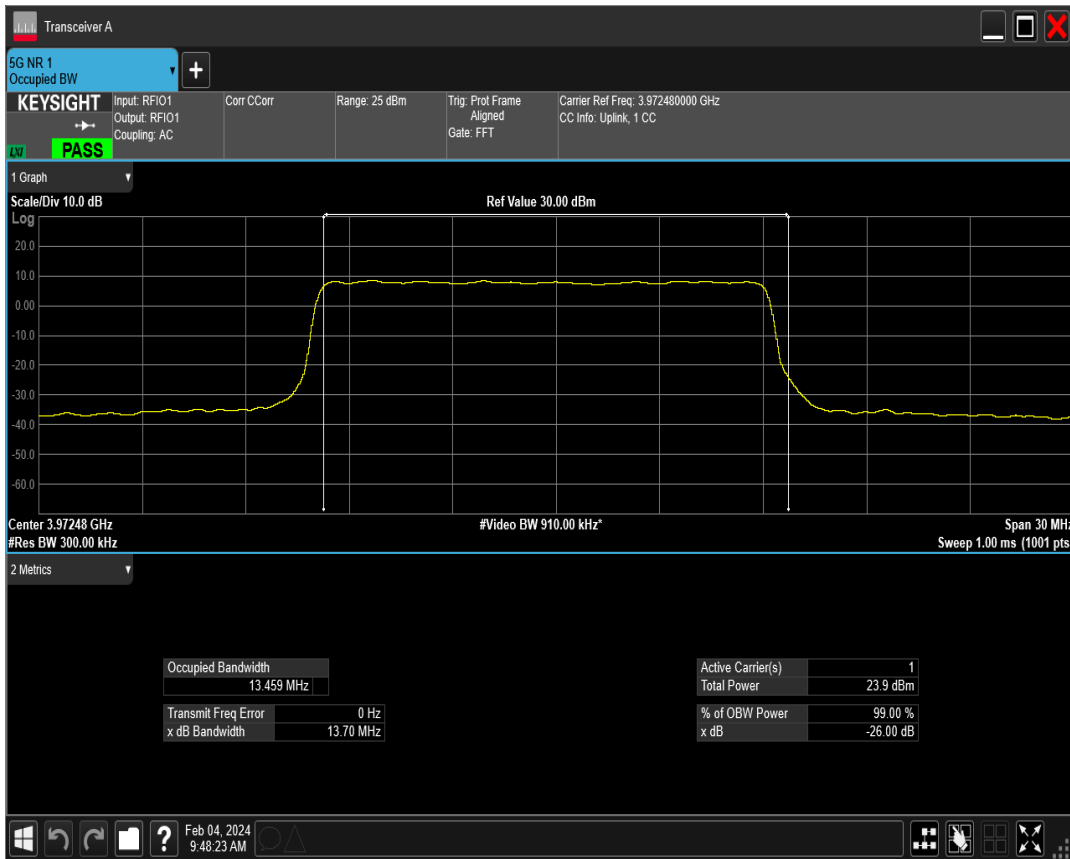 Transceiver A
5G NR 1
Occupied BW
+
KEYSIGHT
LXI
PASS
Input: RFIO1
Output: RFIO1
Coupling: AC
Corr CCorr
Range: 25 dBm
Trig: Prot Frame
Aligned
Gate: FFT
Carrier Ref Freq: 3.972480000 GHz
CC Info: Uplink, 1 CC
1 Graph
Scale/Div 10.0 dB
Ref Value 30.00 dBm
Log
20.0
10.0
0.00
-10.0
-20.0
-30.0
-40.0
-50.0
-60.0
Center 3.97248 GHz
#Video BW 910.00 kHz*
Span 30 MHz
#Res BW 300.00 kHz
Sweep 1.00 ms (1001 pts
2 Metrics
Occupied Bandwidth
13.459 MHz
Transmit Freq Error 0 Hz
x dB Bandwidth 13.70 MHz
Active Carrier(s) 1
Total Power 23.9 dBm
% of OBW Power 99.00 %
x dB -26.00 dB
?
Feb 04, 2024
9:48:23 AM